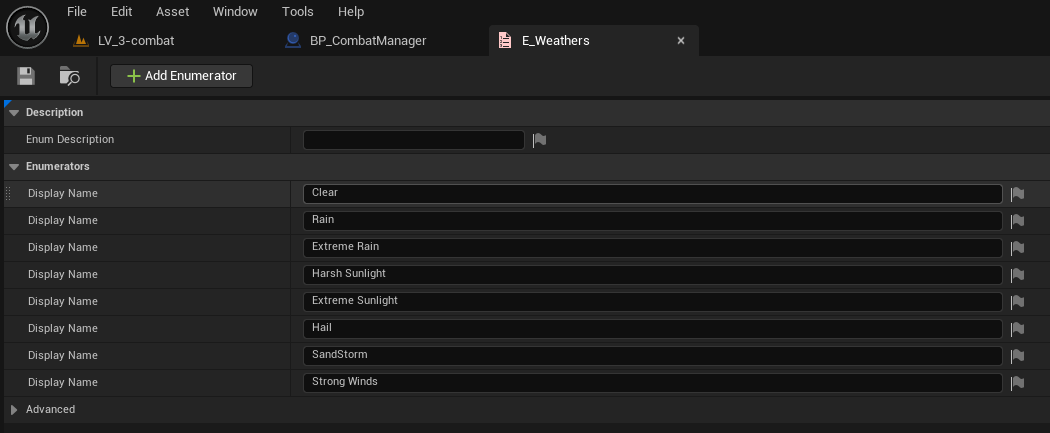 File Edit Asset Window Tools Help
LV_3-combat BP_CombatManager E_Weathers
Add Enumerator
Description
Enum Description
Enumerators
Display Name Clear
Display Name Rain
Display Name Extreme Rain
Display Name Harsh Sunlight
Display Name Extreme Sunlight
Display Name Hail
Display Name SandStorm
Display Name Strong Winds
Advanced